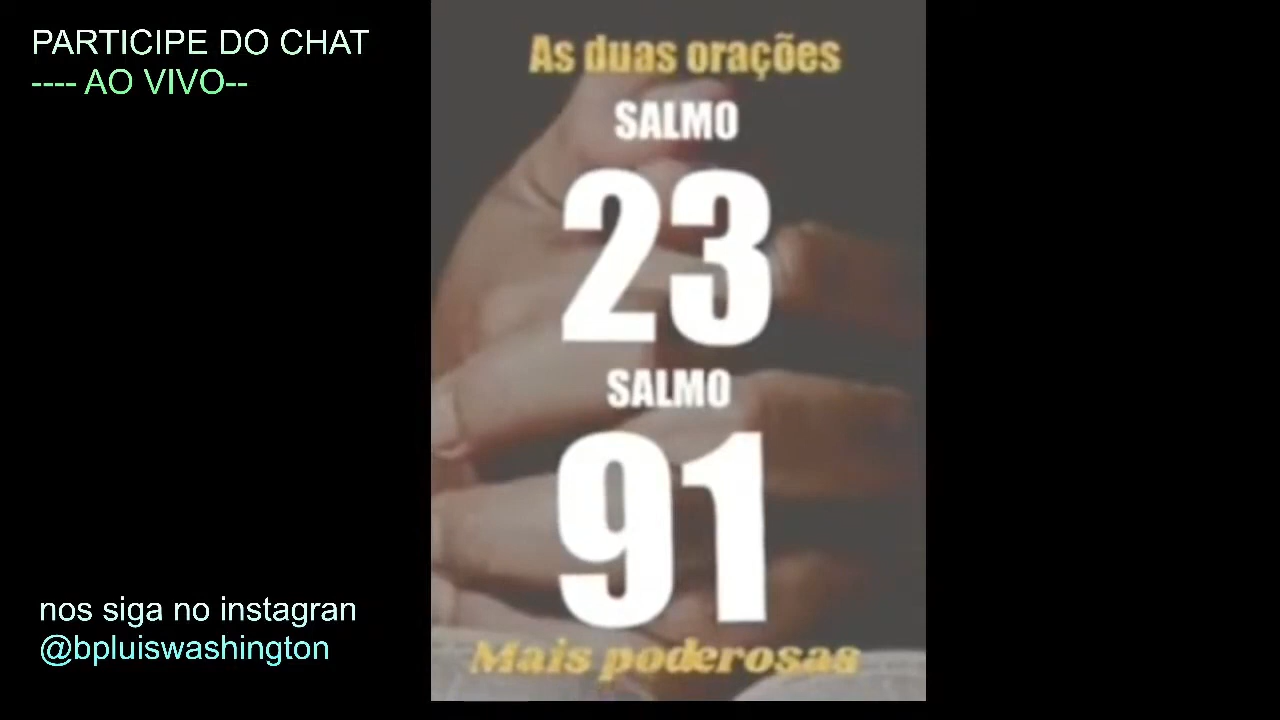 PARTICIPE DO CHAT
---- AO VIVO--
As duas orações
SALMO
23
SALMO
91
Mais poderosas
nos siga no instagran
@bpluiswashington